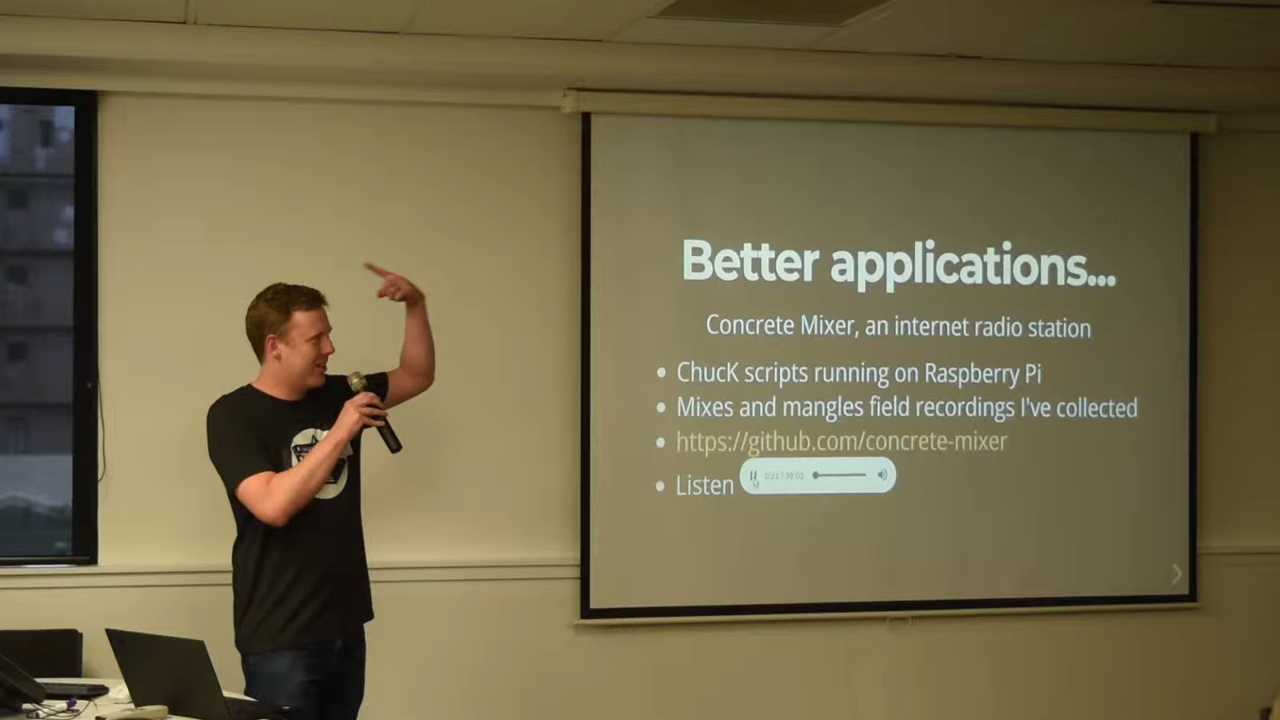 Better applications...
Concrete Mixer, an internet radio station
• ChucK scripts running on Raspberry Pi
• Mixes and mangles field recordings I've collected
• https://github.com/concrete-mixer
• Listen